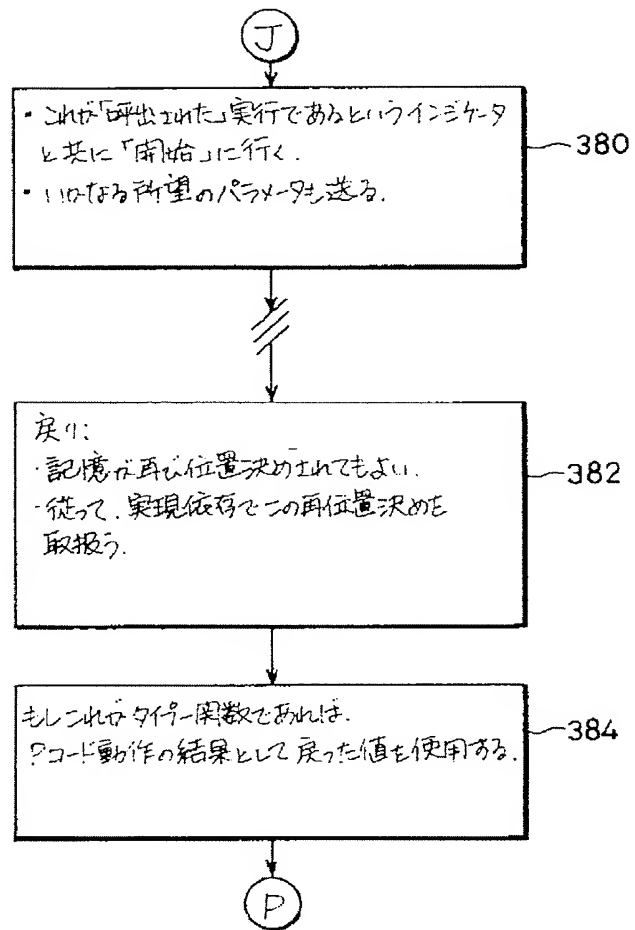 J
・これが「呼出された」実行であるというインジケータ
と共に「開始」に行く.
・いかなる所望のパラメータも送る.
380
戻り:
・記憶が再び位置決めされてもよい.
・従って、実現依存でこの再位置決めを
取扱う.
382
もしこれがタイプー関数であれば.
Pコード動作の結果として戻った値を使用する.
384
P